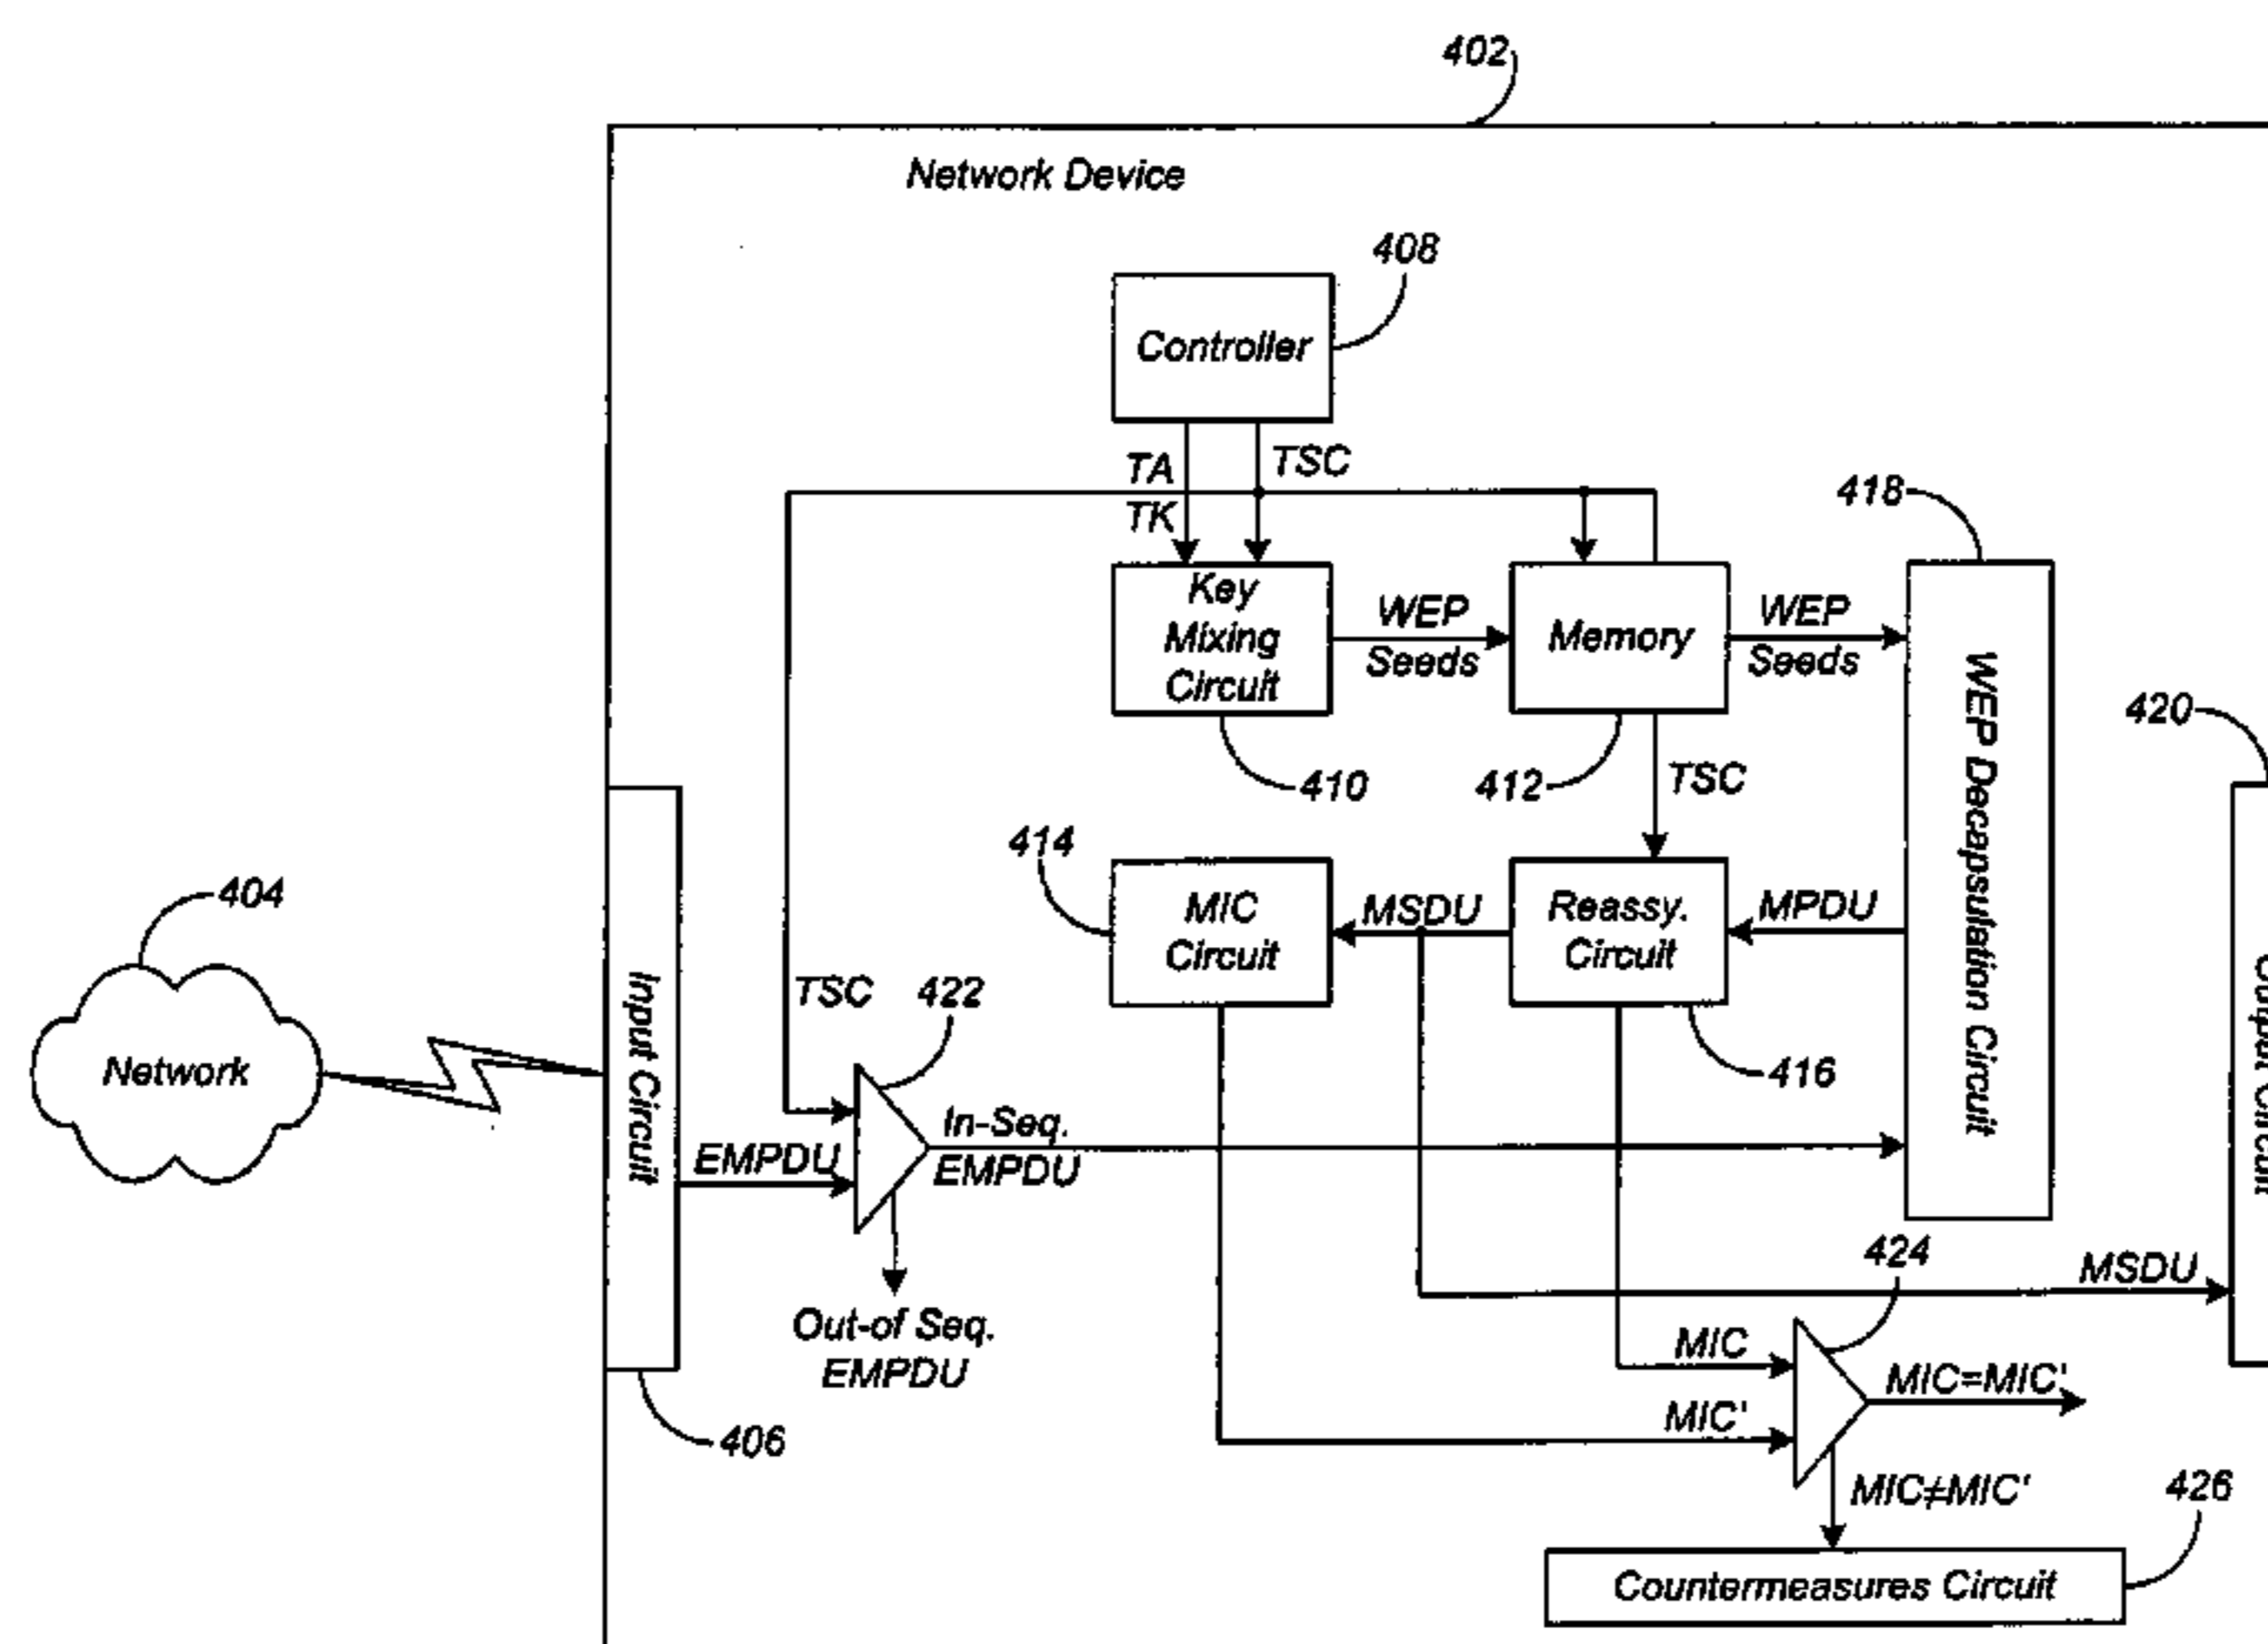 402
Network Device
408
Controller
TA
TSC
TK
418
Key
Mixing
Circuit
WEP
Seeds
Memory
WEP
Seeds
WEP Decapsulation Circuit
420
410
412
TSC
414
404
MIC
Circuit
MSDU
Reassy.
Circuit
MPDU
Output Circuit
TSC
422
Input Circuit
Network
416
In-Seq.
EMPDU
EMPDU
424
MSDU
Out-of Seq.
EMPDU
MIC
MIC=MIC'
MIC'
406
MIC≠MIC'
426
Countermeasures Circuit